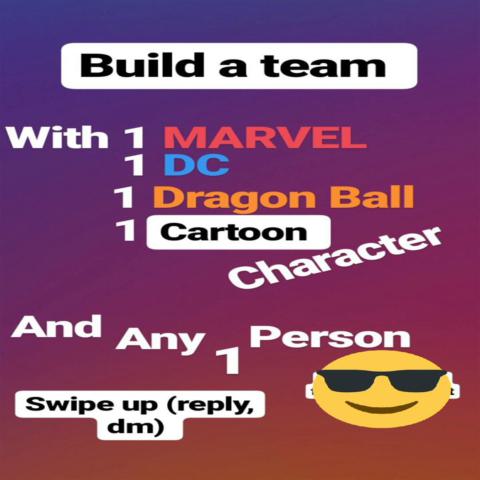 Build a team
With 1 MARVEL
1 DC
1 Dragon Ball
1 Cartoon
Character
And Any 1 Person
Swipe up (reply,
dm)